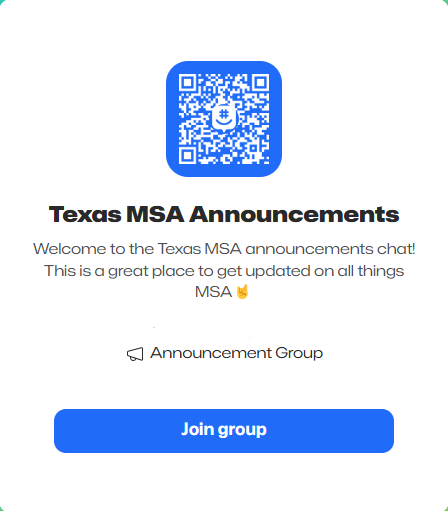 Texas MSA Announcements
Welcome to the Texas MSA announcements chat!
This is a great place to get updated on all things
MSA 🤘
Announcement Group
Join group